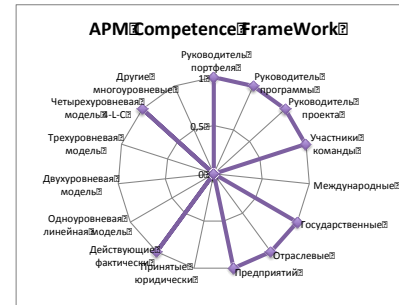 APM Competence FrameWork
Руководитель
портфеля
Руководитель
программы
Руководитель
проекта
Участники
команды
Международные
Государственные
Отраслевые
Предприятий
Принятые
юридически
Действующие
фактически
Одноуровневая
линейная модель
Двухуровневая
модель
Трехуровневая
модель
Четырехуровневая
модель 4-L-C
Другие
многоуровневые
1
0,5
0